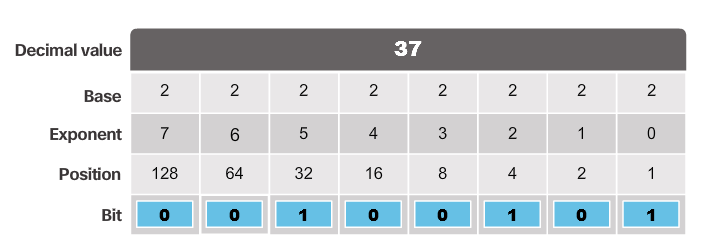 Decimal value 37
Base 2 2 2 2 2 2 2 2
Exponent 7 6 5 4 3 2 1 0
Position 128 64 32 16 8 4 2 1
Bit 0 0 1 0 0 1 0 1